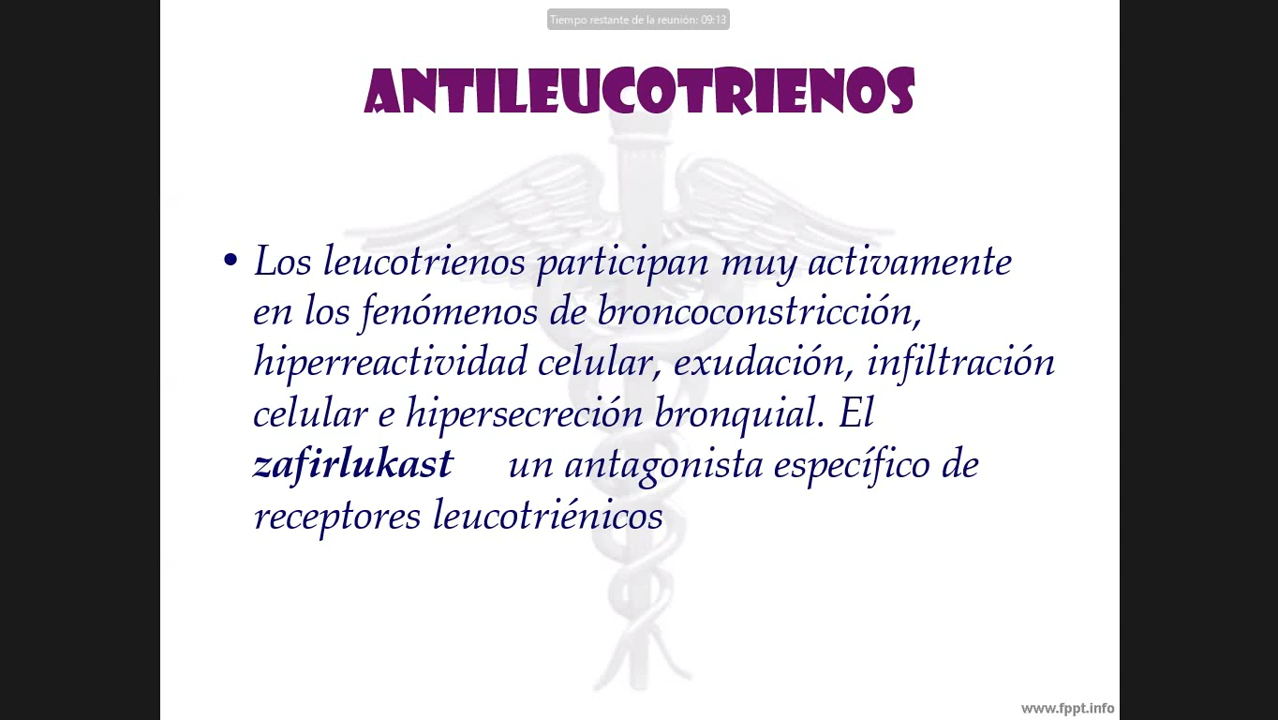 Tiempo restante de la reunión: 09:13
ANTILEUCOTRIENOS
• Los leucotrienos participan muy activamente
en los fenómenos de broncoconstricción,
hiperreactividad celular, exudación, infiltración
celular e hipersecreción bronquial. El
zafirlukast un antagonista específico de
receptores leucotriénicos
www.fppt.info